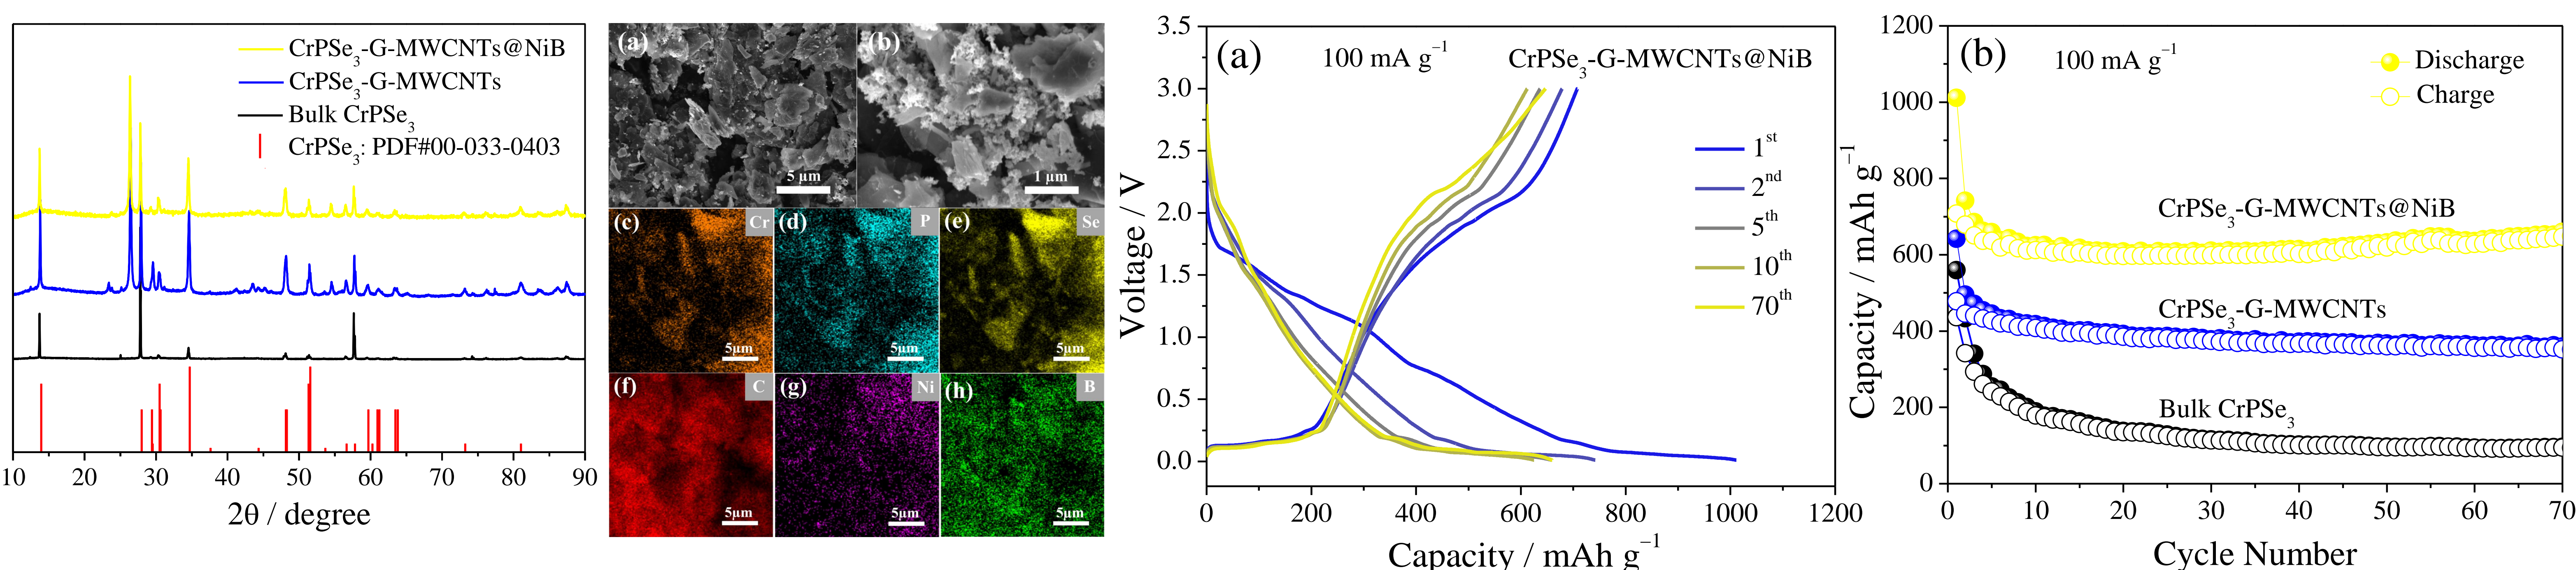 CrPSe3-G-MWCNTs@NiB
CrPSe3-G-MWCNTs
Bulk CrPSe3
CrPSe3: PDF#00-033-0403
10 20 30 40 50 60 70 80 90
2θ / degree
(a)
5 µm
(b)
1 µm
(c) Cr
5µm
(d) P
5µm
(e) Se
5µm
(f) C
5µm
(g) Ni
5µm
(h) B
5µm
(a) 100 mA g⁻¹ CrPSe3-G-MWCNTs@NiB
1st
2nd
5th
10th
70th
3.5
3.0
2.5
2.0
1.5
1.0
0.5
0.0
Voltage / V
0 200 400 600 800 1000 1200
Capacity / mAh g⁻¹
(b) 100 mA g⁻¹
Discharge
Charge
CrPSe3-G-MWCNTs@NiB
CrPSe3-G-MWCNTs
Bulk CrPSe3
1200
1000
800
600
400
200
0
Capacity / mAh g⁻¹
0 10 20 30 40 50 60 70
Cycle Number